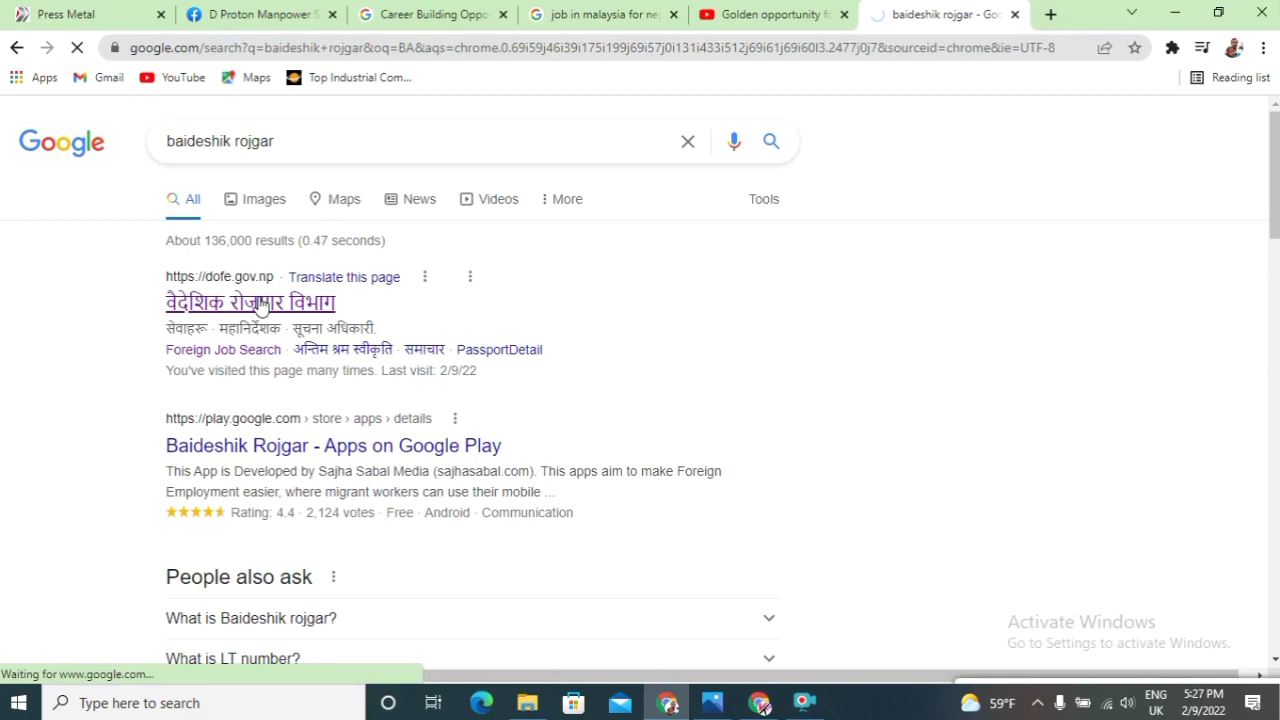 Press Metal
D Proton Manpower S
Career Building Oppo
job in malaysia for ne
Golden opportunity fo
baideshik rojgar - Goo
google.com/search?q=baideshik+rojgar&oq=BA&aqs=chrome.0.69i59j46i39i175i199j69i57j0i131i433i512j69i61j69i60l3.2477j0j7&sourceid=chrome&ie=UTF-8
Apps
Gmail
YouTube
Maps
Top Industrial Com...
Reading list
Google
baideshik rojgar
All
Images
Maps
News
Videos
More
Tools
About 136,000 results (0.47 seconds)
https://dofe.gov.np · Translate this page
वैदेशिक रोजगार विभाग
सेवाहरू · महानिर्देशक · सूचना अधिकारी.
Foreign Job Search · अन्तिम श्रम स्वीकृति · समाचार · PassportDetail
You've visited this page many times. Last visit: 2/9/22
https://play.google.com › store › apps › details
Baideshik Rojgar - Apps on Google Play
This App is Developed by Sajha Sabal Media (sajhasabal.com). This apps aim to make Foreign
Employment easier, where migrant workers can use their mobile ...
Rating: 4.4 · 2,124 votes · Free · Android · Communication
People also ask
What is Baideshik rojgar?
What is LT number?
Activate Windows
Go to Settings to activate Windows.
Waiting for www.google.com...
Type here to search
59°F
ENG
UK
5:27 PM
2/9/2022